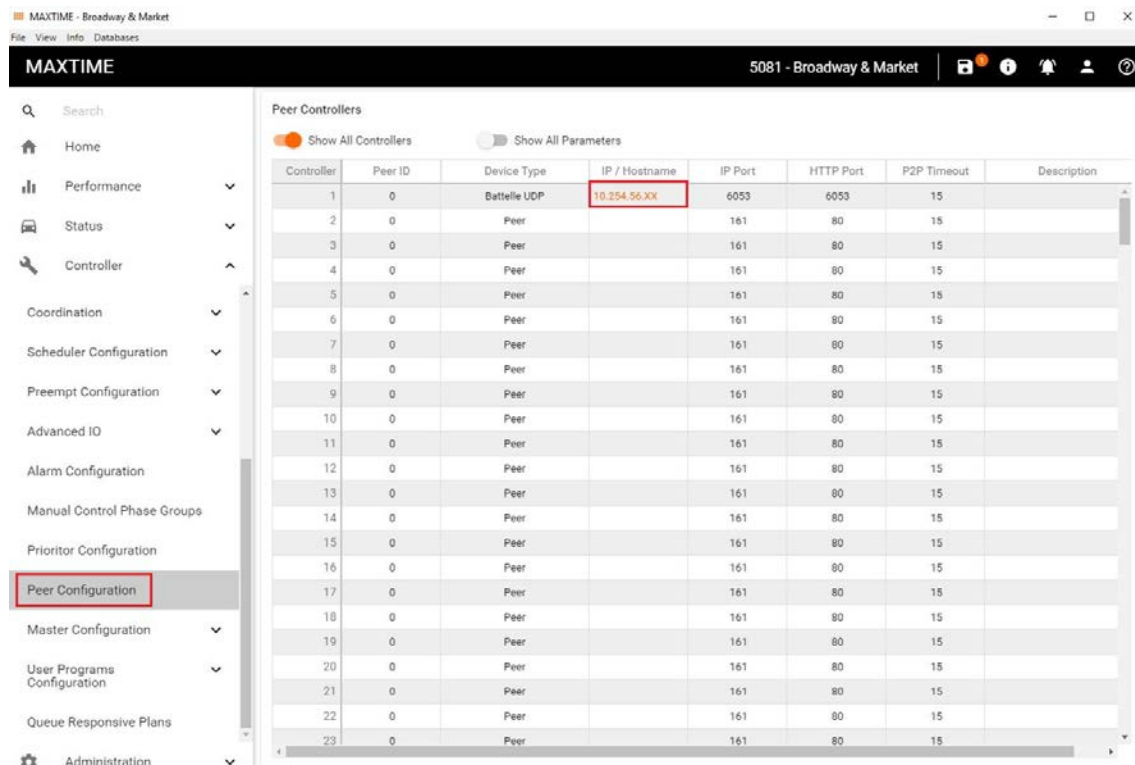 MAXTIME - Broadway & Market
File View Info Databases
MAXTIME
5081 - Broadway & Market
1
Search
Home
Performance
Status
Controller
Coordination
Scheduler Configuration
Preempt Configuration
Advanced IO
Alarm Configuration
Manual Control Phase Groups
Prioritor Configuration
Peer Configuration
Master Configuration
User Programs
Configuration
Queue Responsive Plans
Administration
Peer Controllers
Show All Controllers Show All Parameters
Controller Peer ID Device Type IP / Hostname IP Port HTTP Port P2P Timeout Description
1 0 Battelle UDP 10.254.56.XX 6053 6053 15
2 0 Peer 161 80 15
3 0 Peer 161 80 15
4 0 Peer 161 80 15
5 0 Peer 161 80 15
6 0 Peer 161 80 15
7 0 Peer 161 80 15
8 0 Peer 161 80 15
9 0 Peer 161 80 15
10 0 Peer 161 80 15
11 0 Peer 161 80 15
12 0 Peer 161 80 15
13 0 Peer 161 80 15
14 0 Peer 161 80 15
15 0 Peer 161 80 15
16 0 Peer 161 80 15
17 0 Peer 161 80 15
18 0 Peer 161 80 15
19 0 Peer 161 80 15
20 0 Peer 161 80 15
21 0 Peer 161 80 15
22 0 Peer 161 80 15
23 0 Peer 161 80 15